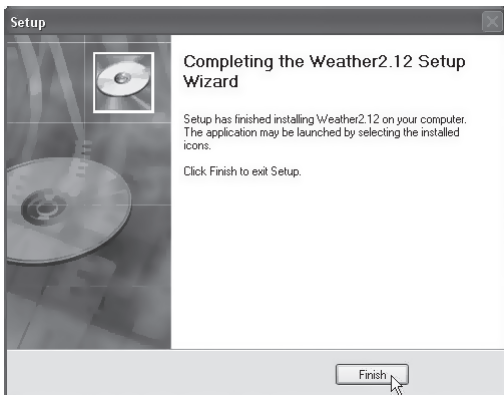 Setup
Completing the Weather2.12 Setup
Wizard
Setup has finished installing Weather2.12 on your computer.
The application may be launched by selecting the installed
icons.
Click Finish to exit Setup.
Finish